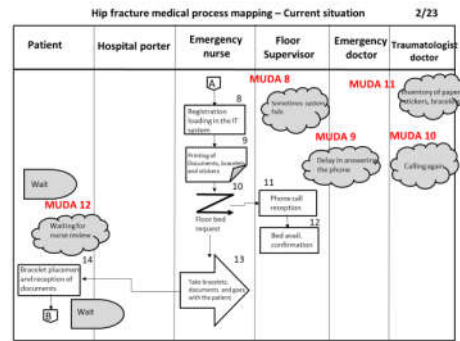 Hip fracture medical process mapping – Current situation 2/23
Patient
Hospital porter
Emergency
nurse
Floor
Supervisor
Emergency
doctor
Traumatologist
doctor
A
MUDA 8
MUDA 11
8
Registration
loading in the IT
system
Sometimes system
fails
Inventory of paper
stickers, bracelet
9
Printing of
Documents, bracelets
and stickers
MUDA 9
MUDA 10
Delay in answering
the phone
Calling again
Wait
10
Floor bed
request
11
Phone call
reception
12
Bed avail.
confirmation
MUDA 12
Waiting for
nurse review
13
Take bracelets,
documents and goes
with the patient
14
Bracelet placement
and reception of
documents
B
Wait